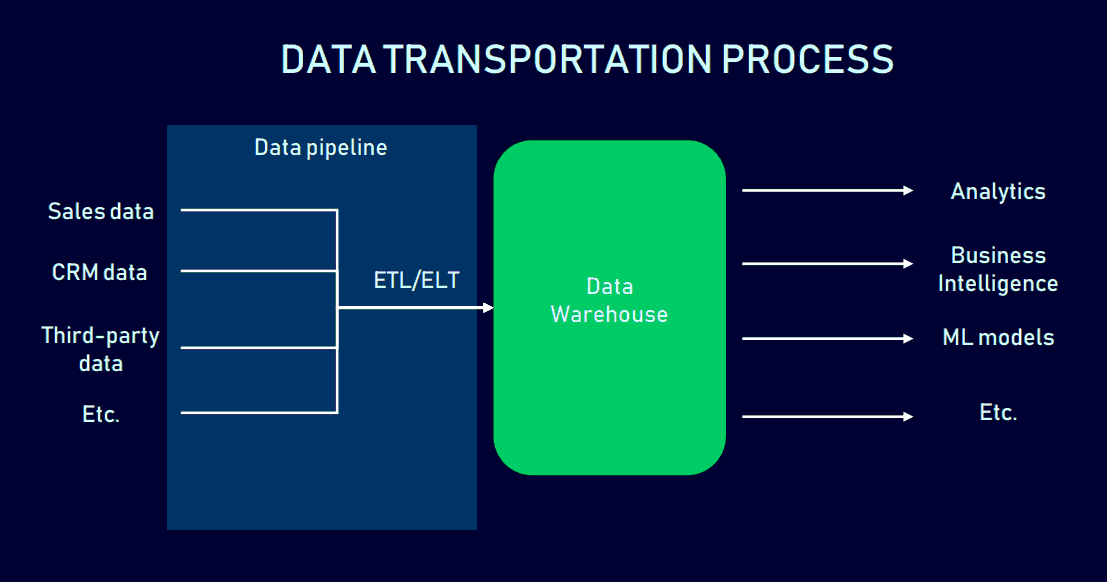 DATA TRANSPORTATION PROCESS
Data pipeline
Sales data
CRM data
Third-party
data
Etc.
ETL/ELT
Data
Warehouse
Analytics
Business
Intelligence
ML models
Etc.